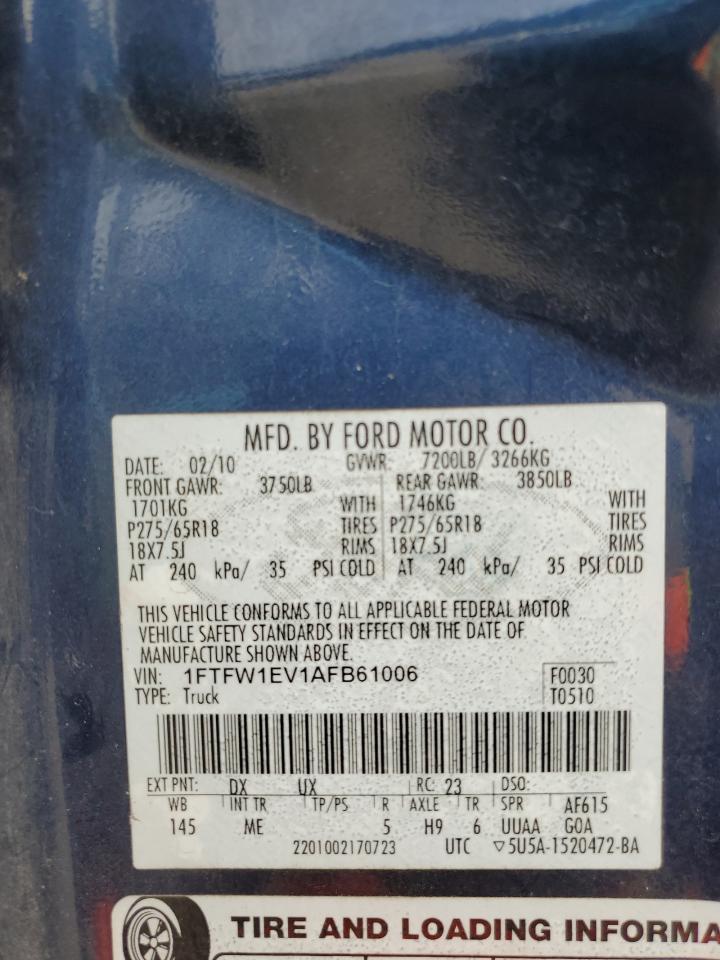 MFD. BY FORD MOTOR CO.
DATE: 02/10 GVWR: 7200LB/ 3266KG
FRONT GAWR: 3750LB REAR GAWR: 3850LB
1701KG WITH 1746KG WITH
P275/65R18 TIRES P275/65R18 TIRES
18X7.5J RIMS 18X7.5J RIMS
AT 240 kPa/ 35 PSI COLD AT 240 kPa/ 35 PSI COLD
THIS VEHICLE CONFORMS TO ALL APPLICABLE FEDERAL MOTOR
VEHICLE SAFETY STANDARDS IN EFFECT ON THE DATE OF
MANUFACTURE SHOWN ABOVE.
VIN: 1FTFW1EV1AFB61006 F0030
TYPE: Truck T0510
EXT PNT: DX UX RC: 23 DSO:
WB INT TR TP/PS R AXLE TR SPR AF615
145 ME 5 H9 6 UUAA GOA
2201002170723 UTC ▽5U5A-1520472-BA
TIRE AND LOADING INFORMA